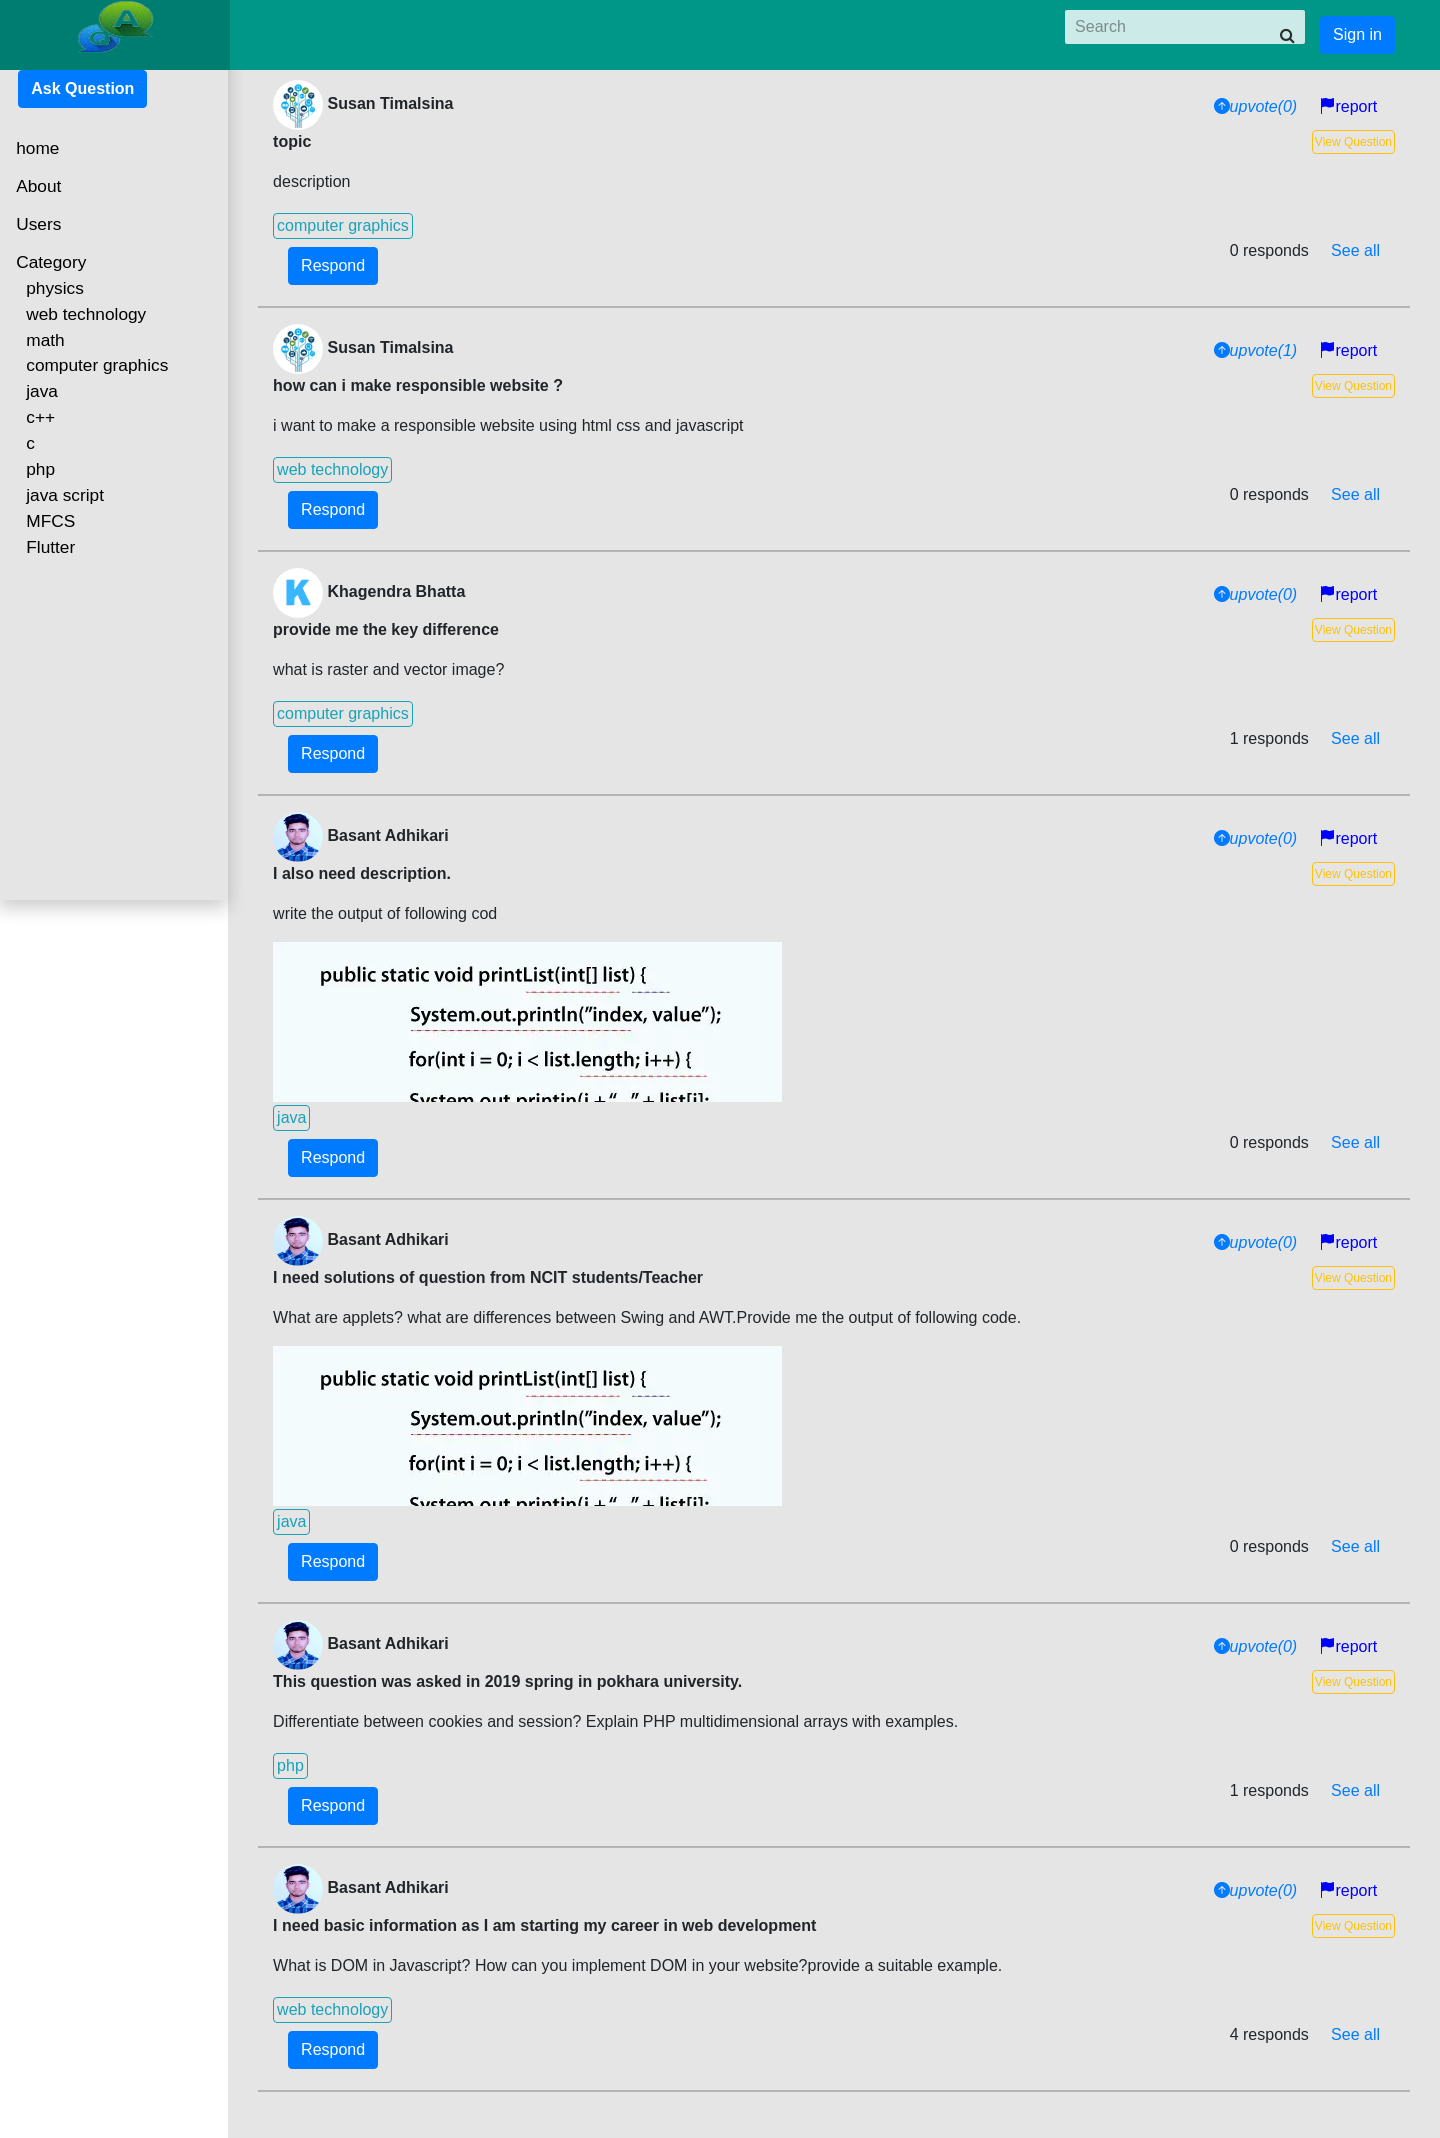 QA
Search
Sign in
Ask Question
home
About
Users
Category
physics
web technology
math
computer graphics
java
c++
c
php
java script
MFCS
Flutter
Susan Timalsina
upvote(0) report
topic
View Question
description
computer graphics
0 responds See all
Respond
Susan Timalsina
upvote(1) report
how can i make responsible website ?
View Question
i want to make a responsible website using html css and javascript
web technology
0 responds See all
Respond
K
Khagendra Bhatta
upvote(0) report
provide me the key difference
View Question
what is raster and vector image?
computer graphics
1 responds See all
Respond
Basant Adhikari
upvote(0) report
I also need description.
View Question
write the output of following cod
public static void printList(int[] list) {
System.out.println("index, value");
for(int i = 0; i < list.length; i++) {
System.out.printin(i + " " + list[i];
java
0 responds See all
Respond
Basant Adhikari
upvote(0) report
I need solutions of question from NCIT students/Teacher
View Question
What are applets? what are differences between Swing and AWT.Provide me the output of following code.
public static void printList(int[] list) {
System.out.println("index, value");
for(int i = 0; i < list.length; i++) {
System.out.printin(i + " " + list[i];
java
0 responds See all
Respond
Basant Adhikari
upvote(0) report
This question was asked in 2019 spring in pokhara university.
View Question
Differentiate between cookies and session? Explain PHP multidimensional arrays with examples.
php
1 responds See all
Respond
Basant Adhikari
upvote(0) report
I need basic information as I am starting my career in web development
View Question
What is DOM in Javascript? How can you implement DOM in your website?provide a suitable example.
web technology
4 responds See all
Respond